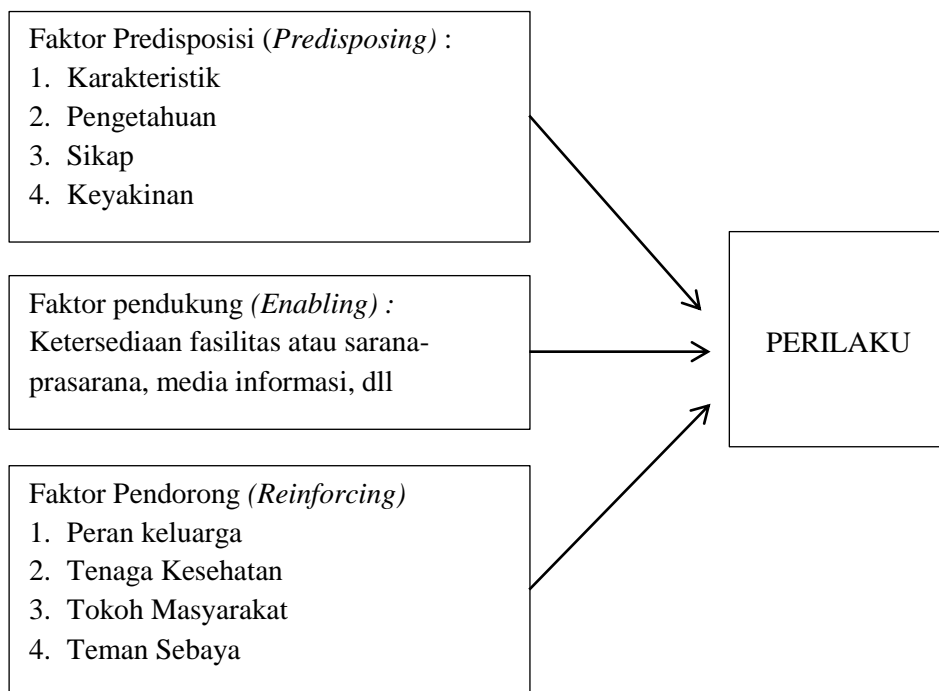 Faktor Predisposisi (Predisposing) :
1. Karakteristik
2. Pengetahuan
3. Sikap
4. Keyakinan
Faktor pendukung (Enabling) :
Ketersediaan fasilitas atau sarana-
prasarana, media informasi, dll
Faktor Pendorong (Reinforcing)
1. Peran keluarga
2. Tenaga Kesehatan
3. Tokoh Masyarakat
4. Teman Sebaya
PERILAKU